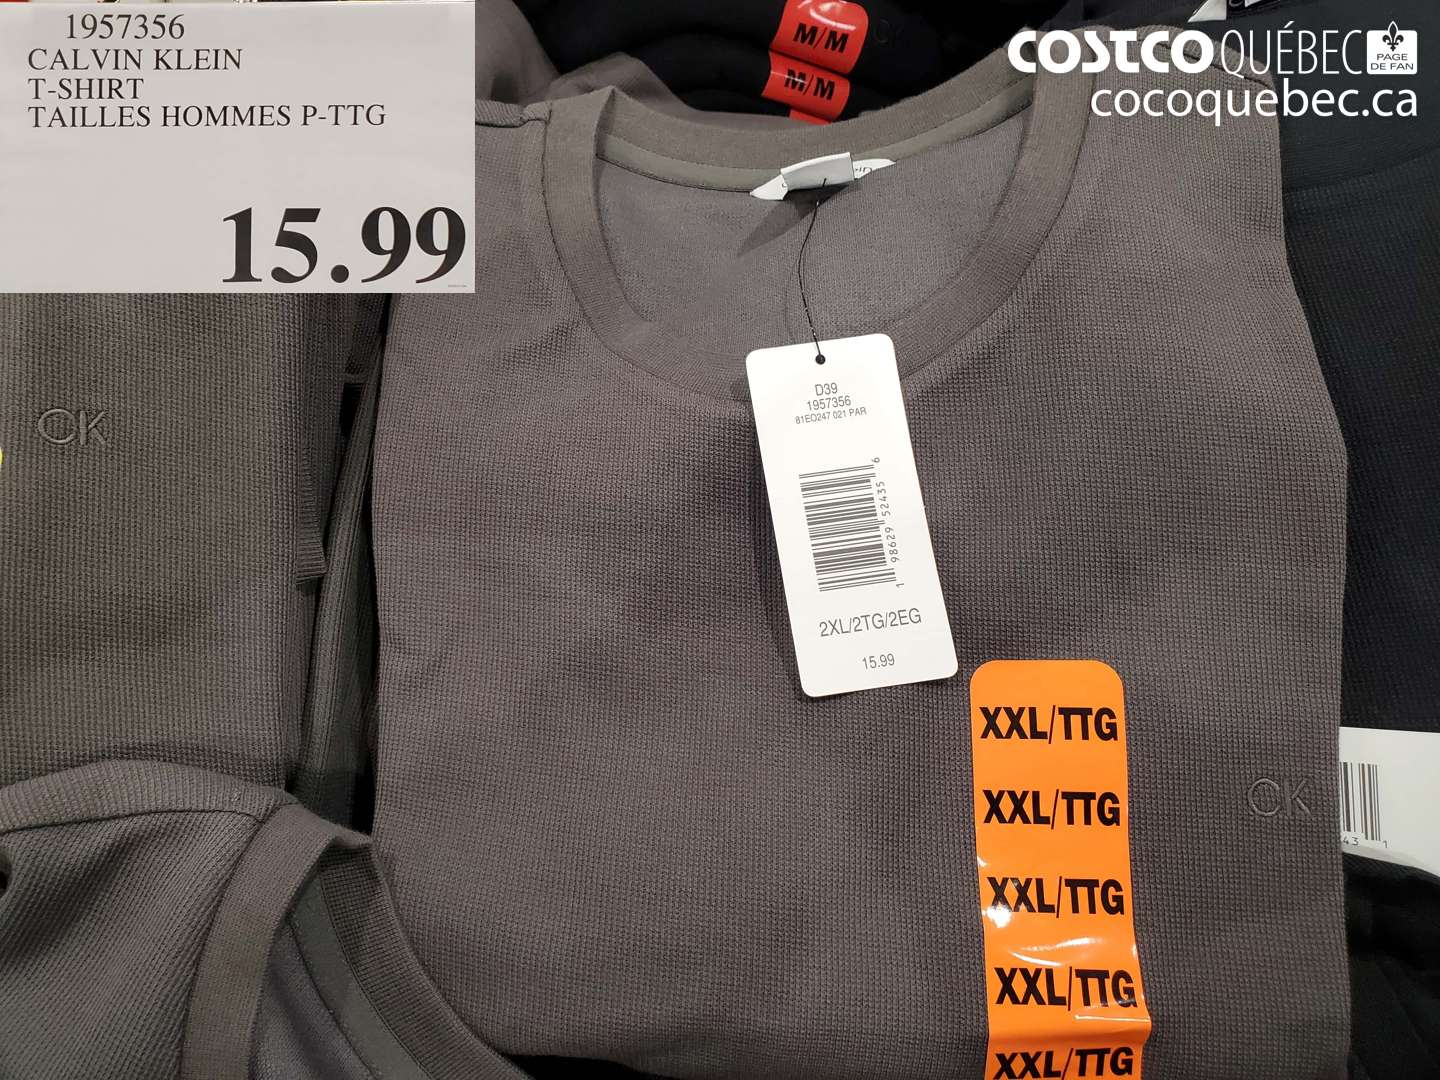 1957356
CALVIN KLEIN
T-SHIRT
TAILLES HOMMES P-TTG
15.99
M/M
M/M
COSTCO QUÉBEC
PAGE
DE FAN
cocoquebec.ca
CK
D39
1957356
81EO247 021 PAR
1 98629 52435 6
2XL/2TG/2EG
15.99
XXL/TTG
XXL/TTG
XXL/TTG
XXL/TTG
XXL/TTG
CK
43 1